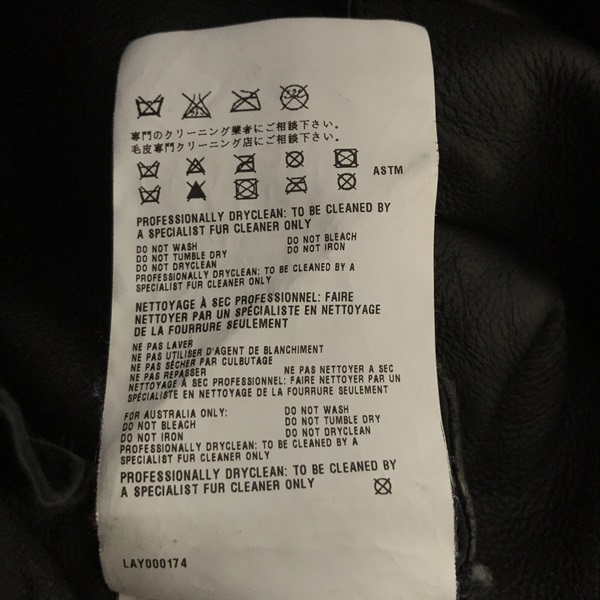 専門のクリーニング業者にご相談下さい。
毛皮専門クリーニング店にご相談下さい。
ASTM
PROFESSIONALLY DRYCLEAN: TO BE CLEANED BY
A SPECIALIST FUR CLEANER ONLY
DO NOT WASH DO NOT BLEACH
DO NOT TUMBLE DRY DO NOT IRON
DO NOT DRYCLEAN
PROFESSIONALLY DRYCLEAN: TO BE CLEANED BY A
SPECIALIST FUR CLEANER ONLY
NETTOYAGE À SEC PROFESSIONNEL: FAIRE
NETTOYER PAR UN SPÉCIALISTE EN NETTOYAGE
DE LA FOURRURE SEULEMENT
NE PAS LAVER
NE PAS UTILISER D'AGENT DE BLANCHIMENT
NE PAS SÉCHER PAR CULBUTAGE
NE PAS REPASSER NE PAS NETTOYER A SEC
NETTOYAGE À SEC PROFESSIONNEL: FAIRE NETTOYER PAR UN
SPÉCIALISTE EN NETTOYAGE DE LA FOURRURE SEULEMENT
FOR AUSTRALIA ONLY: DO NOT WASH
DO NOT BLEACH DO NOT TUMBLE DRY
DO NOT IRON DO NOT DRYCLEAN
PROFESSIONALLY DRYCLEAN: TO BE CLEANED BY A
SPECIALIST FUR CLEANER ONLY
PROFESSIONALLY DRYCLEAN: TO BE CLEANED BY
A SPECIALIST FUR CLEANER ONLY
LAY000174